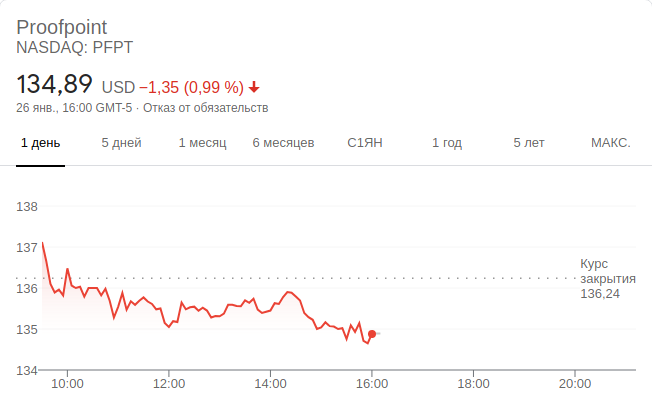 Proofpoint
NASDAQ: PFPT
134,89 USD −1,35 (0,99 %)
26 янв., 16:00 GMT-5 · Отказ от обязательств
1 день 5 дней 1 месяц 6 месяцев С1ЯН 1 год 5 лет МАКС.
138
137
136
135
134
Курс
закрытия
136,24
10:00 12:00 14:00 16:00 18:00 20:00